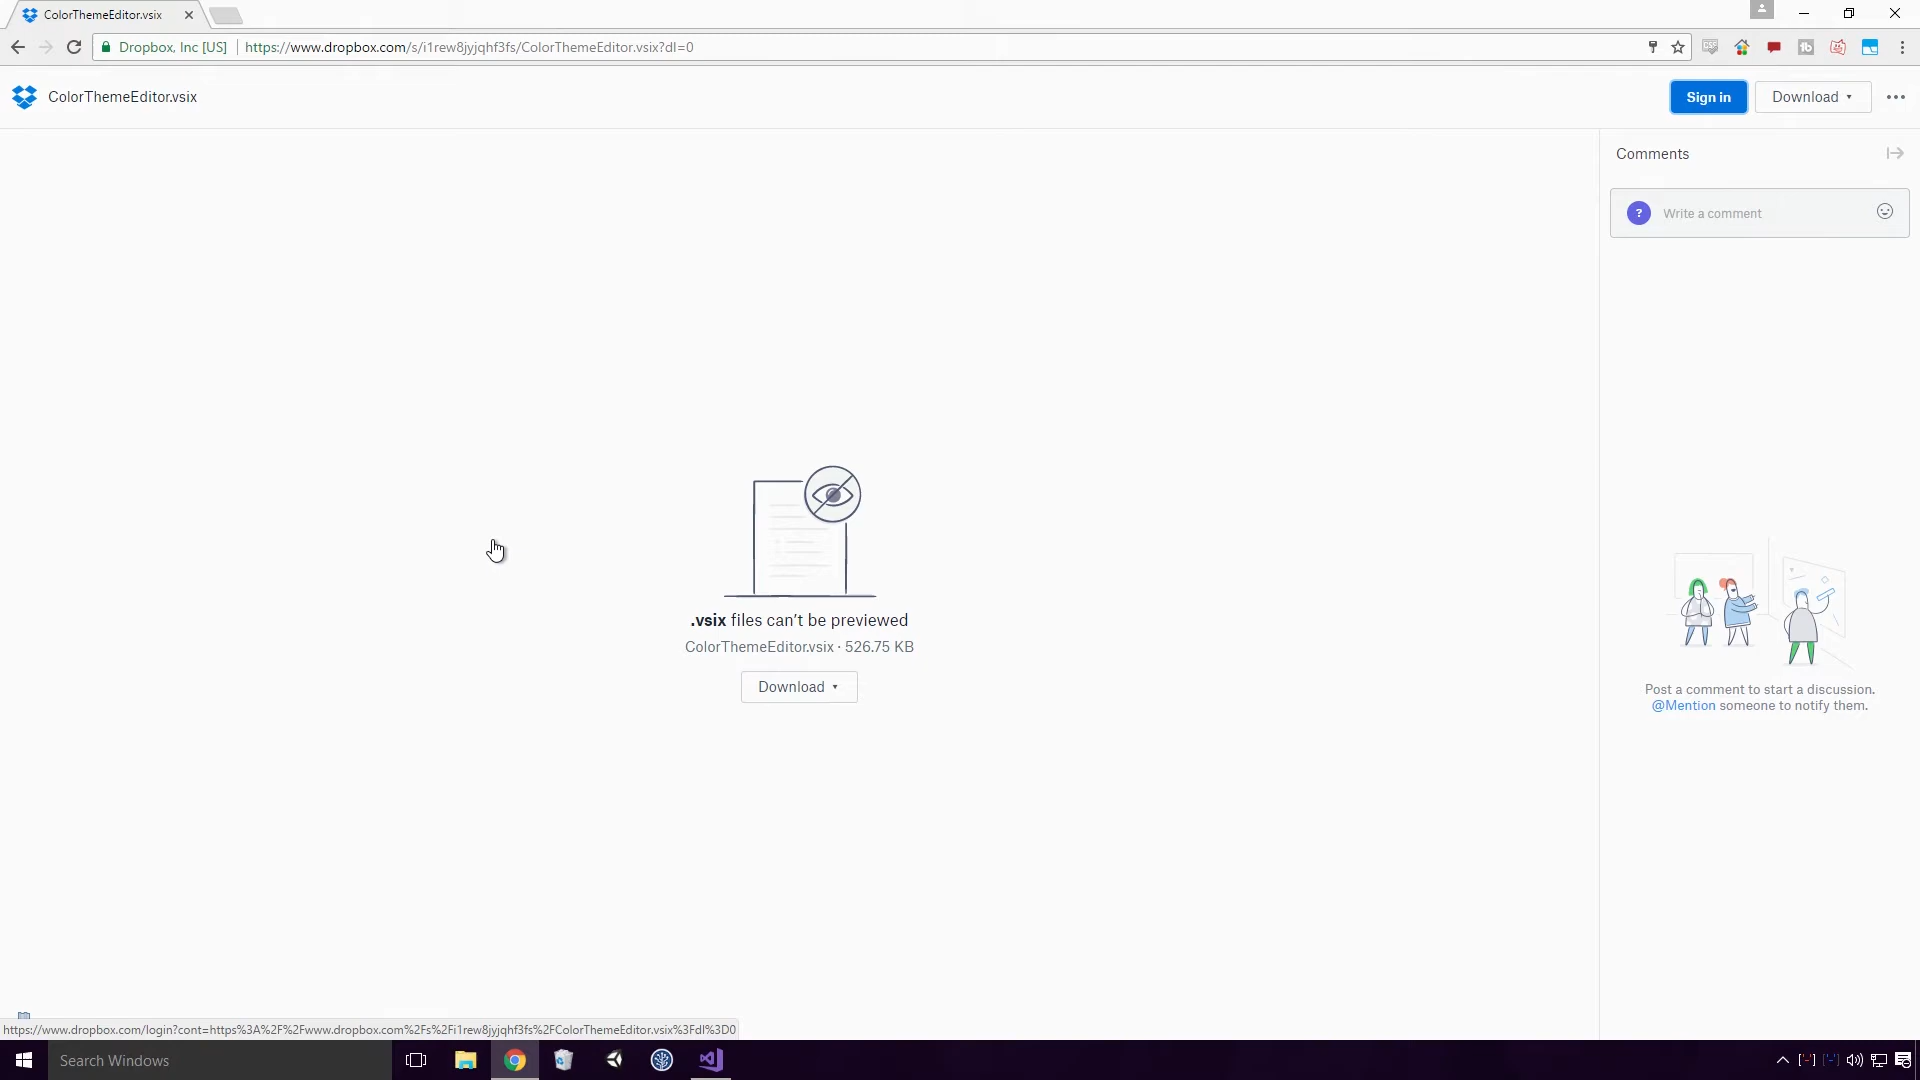 ColorThemeEditor.vsix
Dropbox, Inc [US]
https://www.dropbox.com/s/i1rew8jyjqhf3fs/ColorThemeEditor.vsix?dl=0
ColorThemeEditor.vsix
Sign in
Download
Comments
?
Write a comment
.vsix files can't be previewed
ColorThemeEditor.vsix · 526.75 KB
Download
Post a comment to start a discussion.
@Mention someone to notify them.
https://www.dropbox.com/login?cont=https%3A%2F%2Fwww.dropbox.com%2Fs%2Fi1rew8jyjqhf3fs%2FColorThemeEditor.vsix%3Fdl%3D0
Search Windows